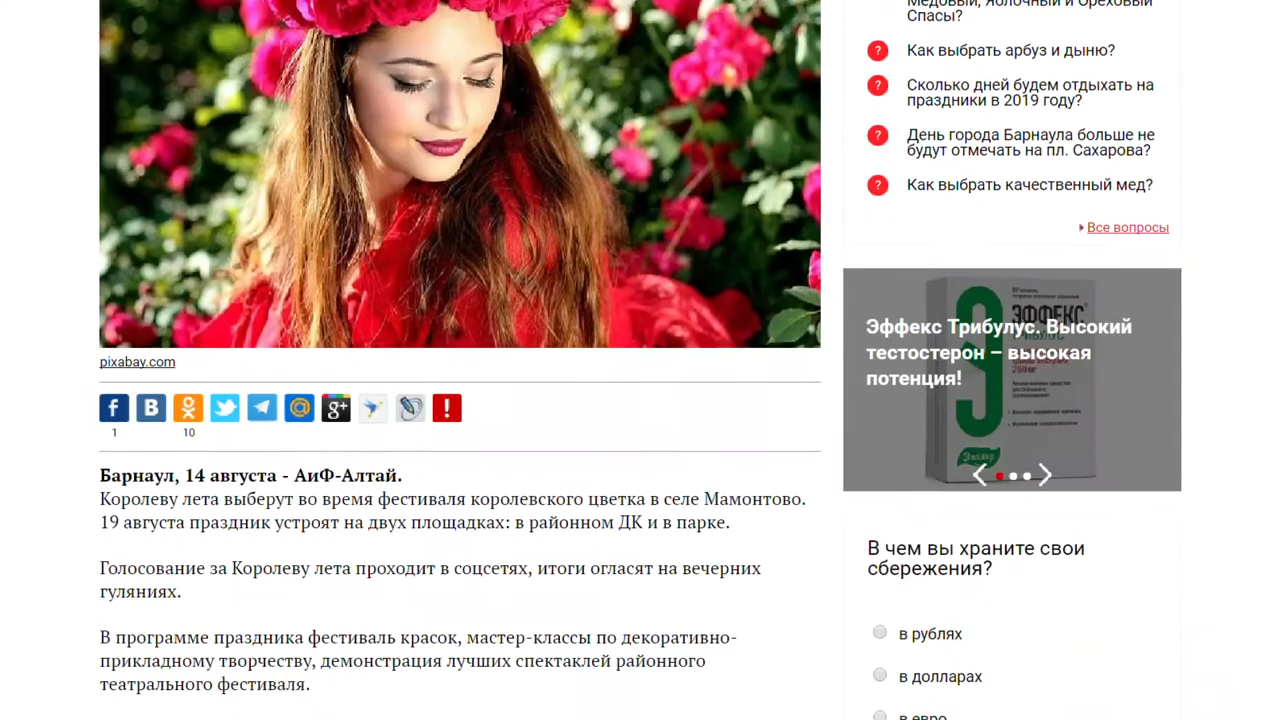 pixabay.com
1
10
Барнаул, 14 августа - АиФ-Алтай.
Королеву лета выберут во время фестиваля королевского цветка в селе Мамонтово.
19 августа праздник устроят на двух площадках: в районном ДК и в парке.
Голосование за Королеву лета проходит в соцсетях, итоги огласят на вечерних
гуляниях.
В программе праздника фестиваль красок, мастер-классы по декоративно-
прикладному творчеству, демонстрация лучших спектаклей районного
театрального фестиваля.
Медовый, Яблочный и Ореховый
Спасы?
Как выбрать арбуз и дыню?
Сколько дней будем отдыхать на
праздники в 2019 году?
День города Барнаула больше не
будут отмечать на пл. Сахарова?
Как выбрать качественный мед?
Все вопросы
ЭФФЕКС
Эффекс Трибулус. Высокий
тестостерон – высокая
потенция!
250 мг
Эвалар
В чем вы храните свои
сбережения?
в рублях
в долларах
в евро